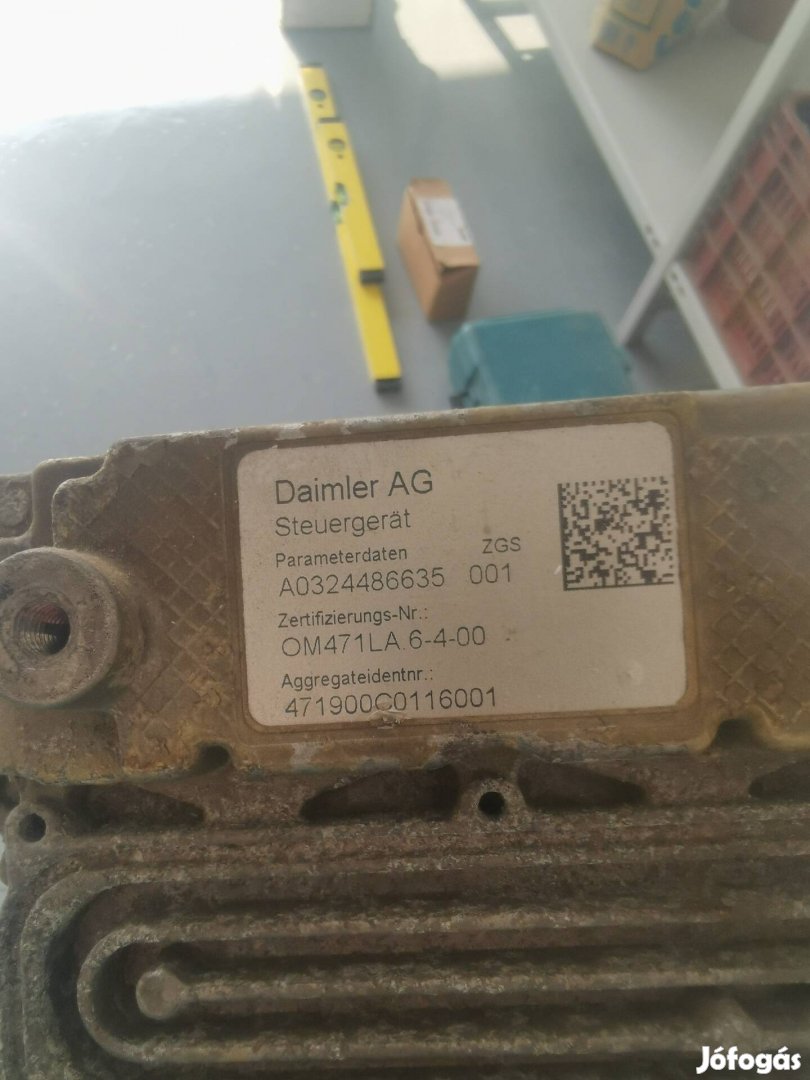 Daimler AG
Steuergerät
Parameterdaten ZGS
A0324486635 001
Zertifizierungs-Nr.:
OM471LA.6-4-00
Aggregateidentnr.:
471900C0116001
Jófogás